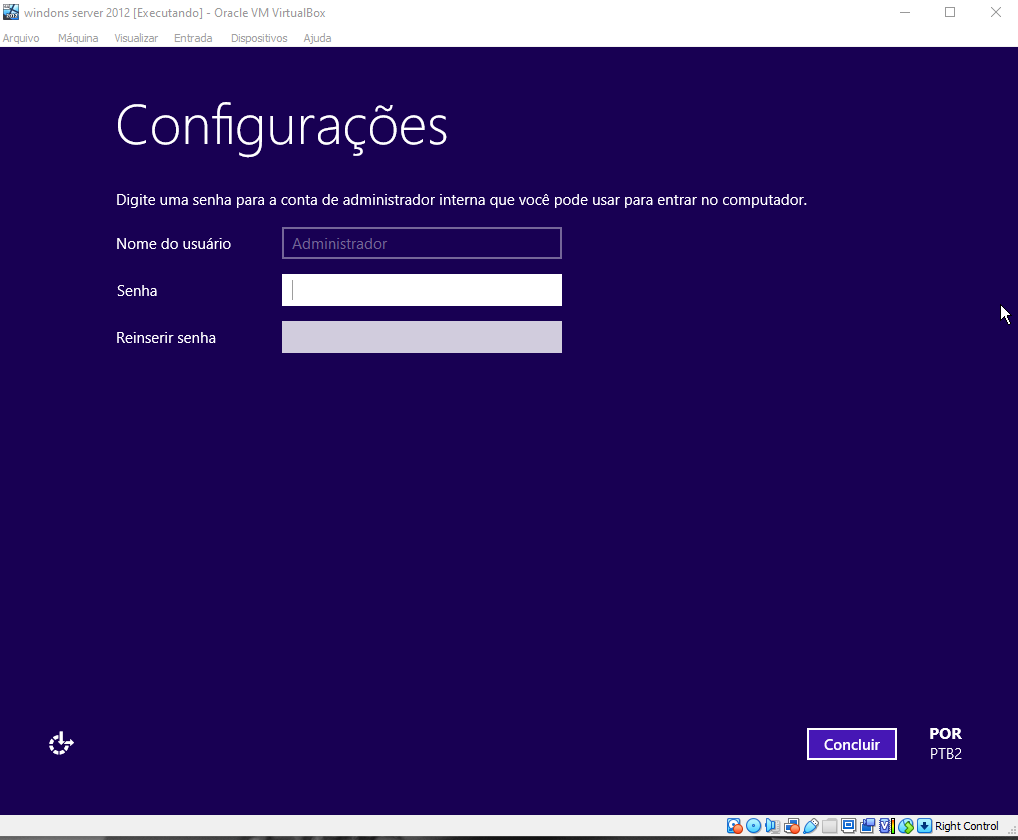 windons server 2012 [Executando] - Oracle VM VirtualBox
Arquivo Máquina Visualizar Entrada Dispositivos Ajuda
Configurações
Digite uma senha para a conta de administrador interna que você pode usar para entrar no computador.
Nome do usuário Administrador
Senha
Reinserir senha
Concluir
POR
PTB2
Right Control